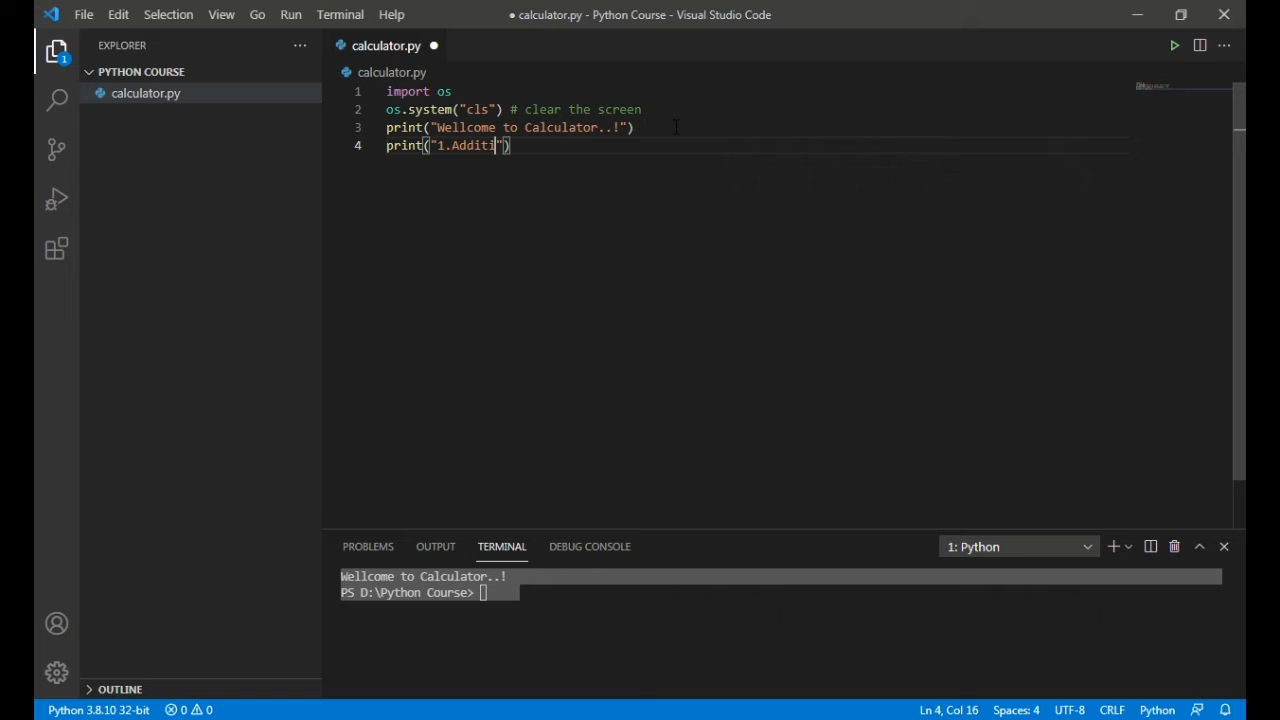 File Edit Selection View Go Run Terminal Help
● calculator.py - Python Course - Visual Studio Code
EXPLORER
PYTHON COURSE
calculator.py
1
calculator.py
calculator.py
1 import os
2 os.system("cls") # clear the screen
3 print("Wellcome to Calculator..!")
4 print("1.Additi")
PROBLEMS OUTPUT TERMINAL DEBUG CONSOLE
1: Python
Wellcome to Calculator..!
PS D:\Python Course>
OUTLINE
Python 3.8.10 32-bit 0 0
Ln 4, Col 16 Spaces: 4 UTF-8 CRLF Python